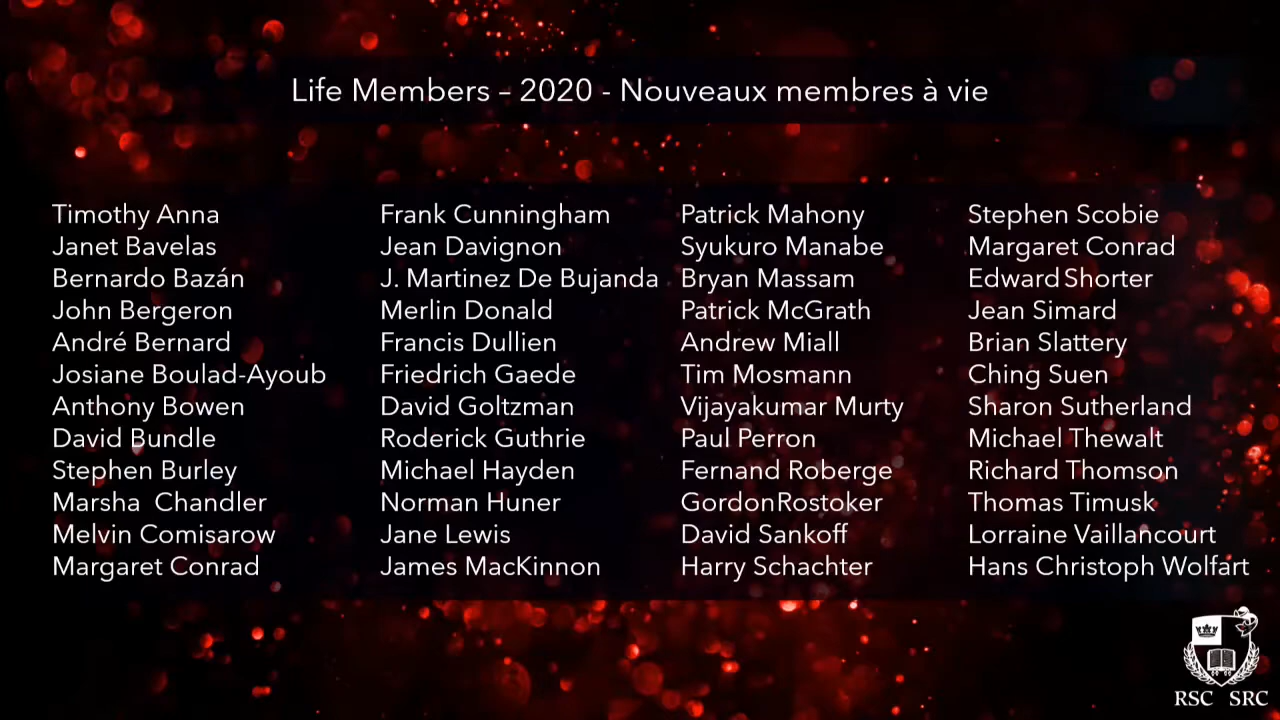 Life Members – 2020 - Nouveaux membres à vie
Timothy Anna
Janet Bavelas
Bernardo Bazán
John Bergeron
André Bernard
Josiane Boulad-Ayoub
Anthony Bowen
David Bundle
Stephen Burley
Marsha  Chandler
Melvin Comisarow
Margaret Conrad
Frank Cunningham
Jean Davignon
J. Martinez De Bujanda
Merlin Donald
Francis Dullien
Friedrich Gaede
David Goltzman
Roderick Guthrie
Michael Hayden
Norman Huner
Jane Lewis
James MacKinnon
Patrick Mahony
Syukuro Manabe
Bryan Massam
Patrick McGrath
Andrew Miall
Tim Mosmann
Vijayakumar Murty
Paul Perron
Fernand Roberge
GordonRostoker
David Sankoff
Harry Schachter
Stephen Scobie
Margaret Conrad
Edward Shorter
Jean Simard
Brian Slattery
Ching Suen
Sharon Sutherland
Michael Thewalt
Richard Thomson
Thomas Timusk
Lorraine Vaillancourt
Hans Christoph Wolfart
RSC SRC